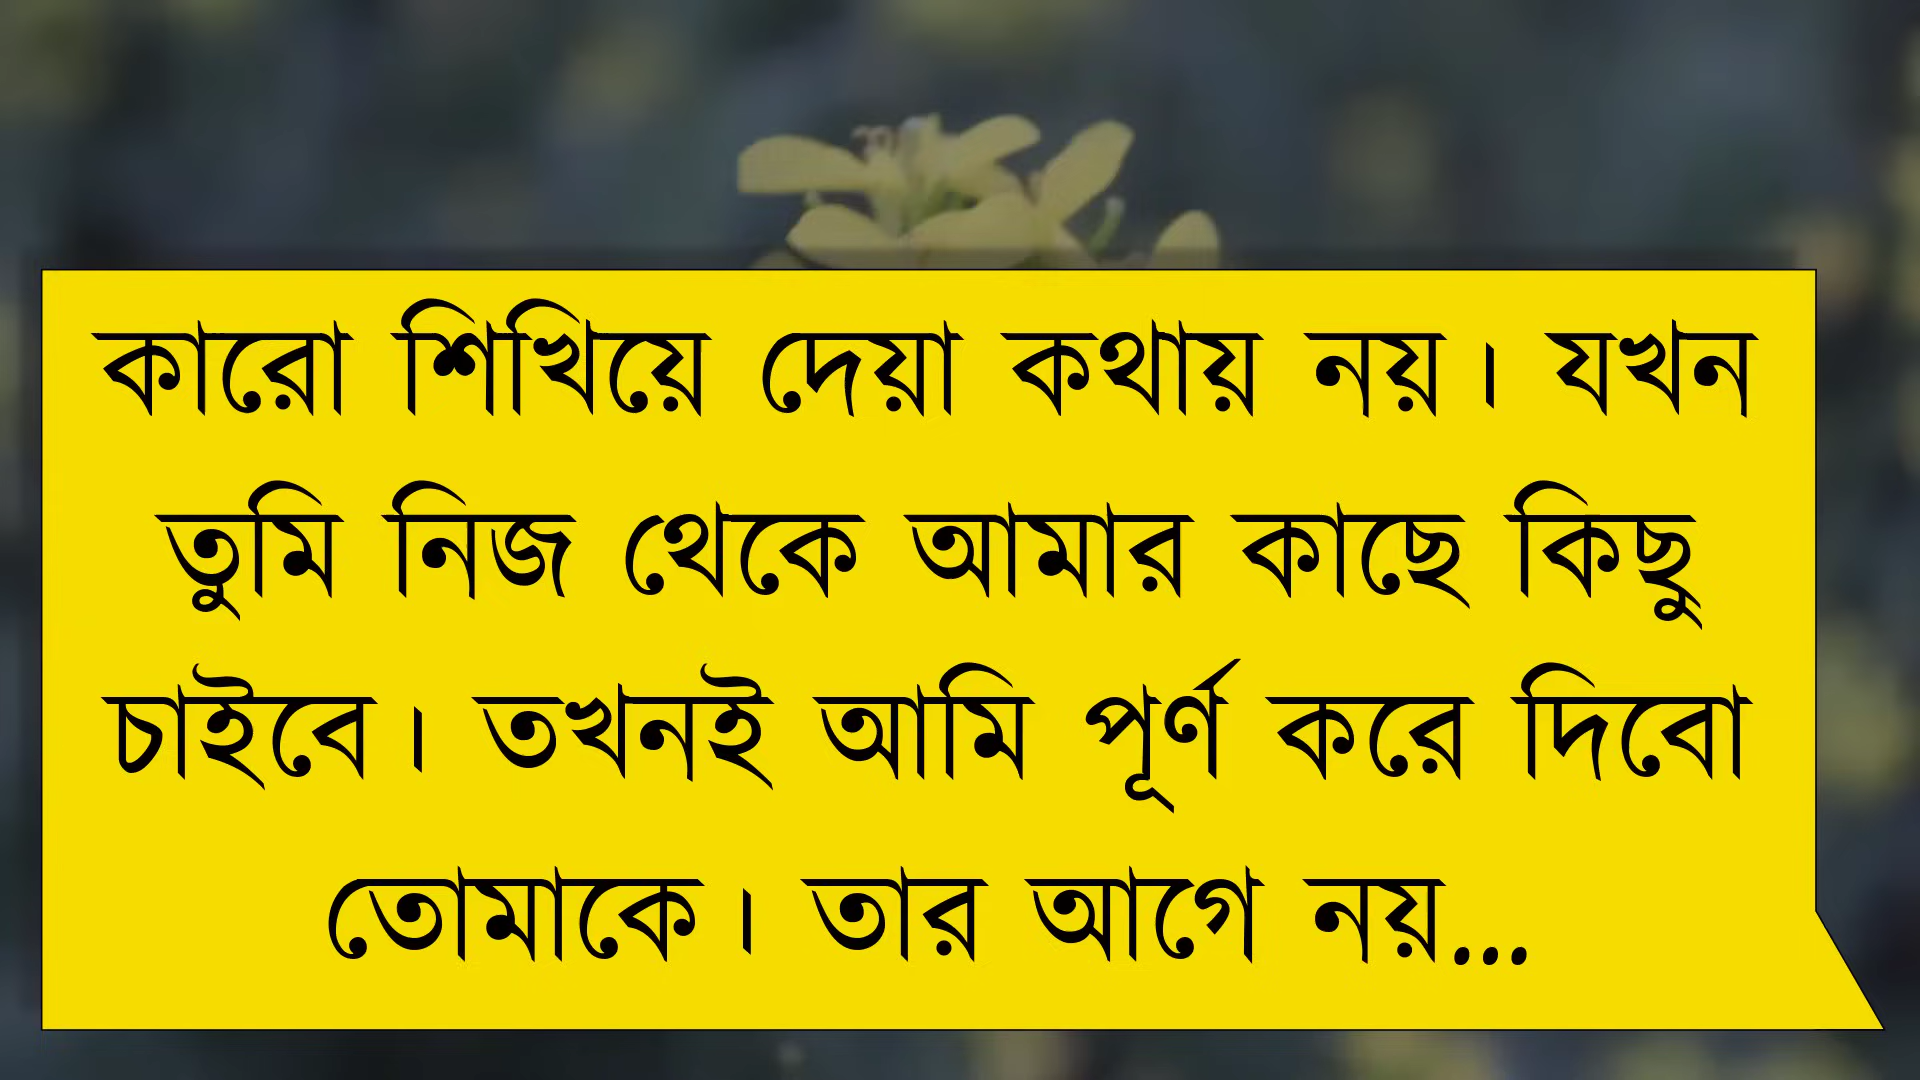 কারো শিখিয়ে দেয়া কথায় নয়। যখন
তুমি নিজ থেকে আমার কাছে কিছু
চাইবে। তখনই আমি পূর্ণ করে দিবো
তোমাকে। তার আগে নয়...